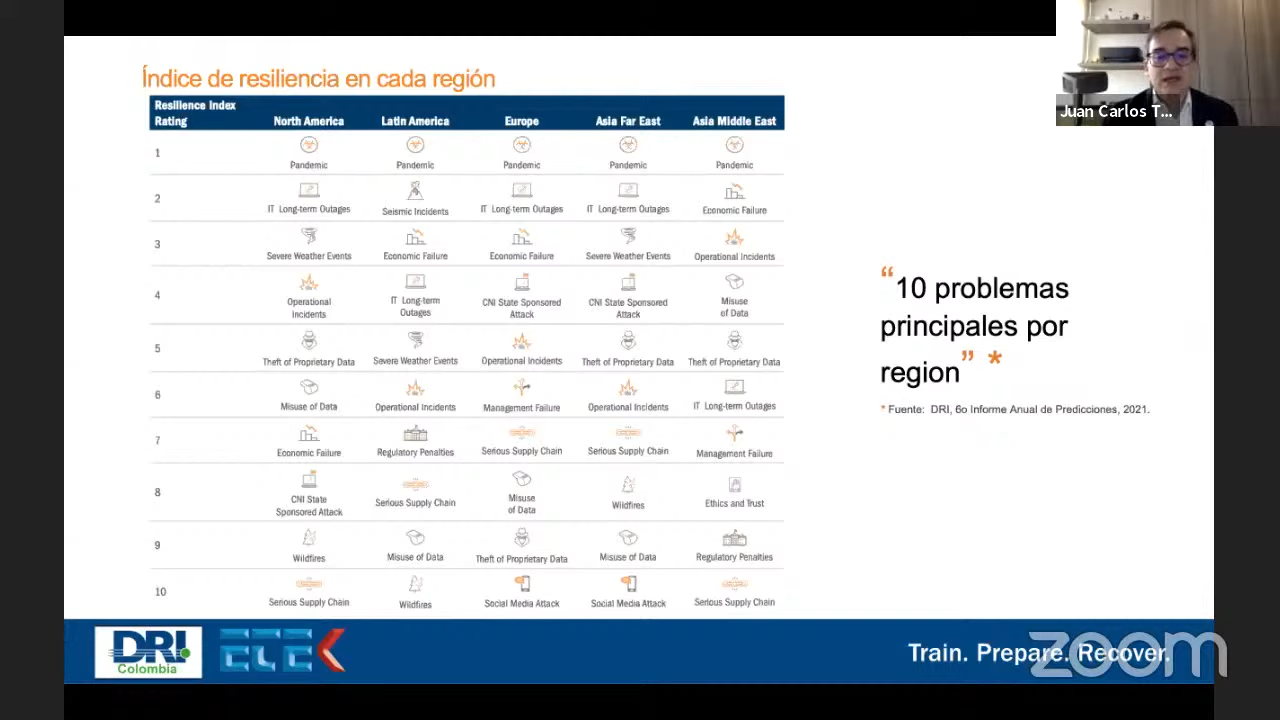 Índice de resiliencia en cada región
Resilience Index
Rating
North America
Latin America
Europe
Asia Far East
Asia Middle East
1
Pandemic
Pandemic
Pandemic
Pandemic
Pandemic
2
IT Long-term Outages
Seismic Incidents
IT Long-term Outages
IT Long-term Outages
Economic Failure
3
Severe Weather Events
Economic Failure
Economic Failure
Severe Weather Events
Operational Incidents
4
Operational
Incidents
IT Long-term
Outages
CNI State Sponsored
Attack
CNI State Sponsored
Attack
Misuse
of Data
5
Theft of Proprietary Data
Severe Weather Events
Operational Incidents
Theft of Proprietary Data
Theft of Proprietary Data
6
Misuse of Data
Operational Incidents
Management Failure
Operational Incidents
IT Long-term Outages
7
Economic Failure
Regulatory Penalties
Serious Supply Chain
Serious Supply Chain
Management Failure
8
CNI State
Sponsored Attack
Serious Supply Chain
Misuse
of Data
Wildfires
Ethics and Trust
9
Wildfires
Misuse of Data
Theft of Proprietary Data
Misuse of Data
Regulatory Penalties
10
Serious Supply Chain
Wildfires
Social Media Attack
Social Media Attack
Serious Supply Chain
“10 problemas
principales por
region” *
* Fuente: DRI, 6o Informe Anual de Predicciones, 2021.
Juan Carlos T...
DRI
Colombia
ETEK
Train. Prepare. Recover.
zoom